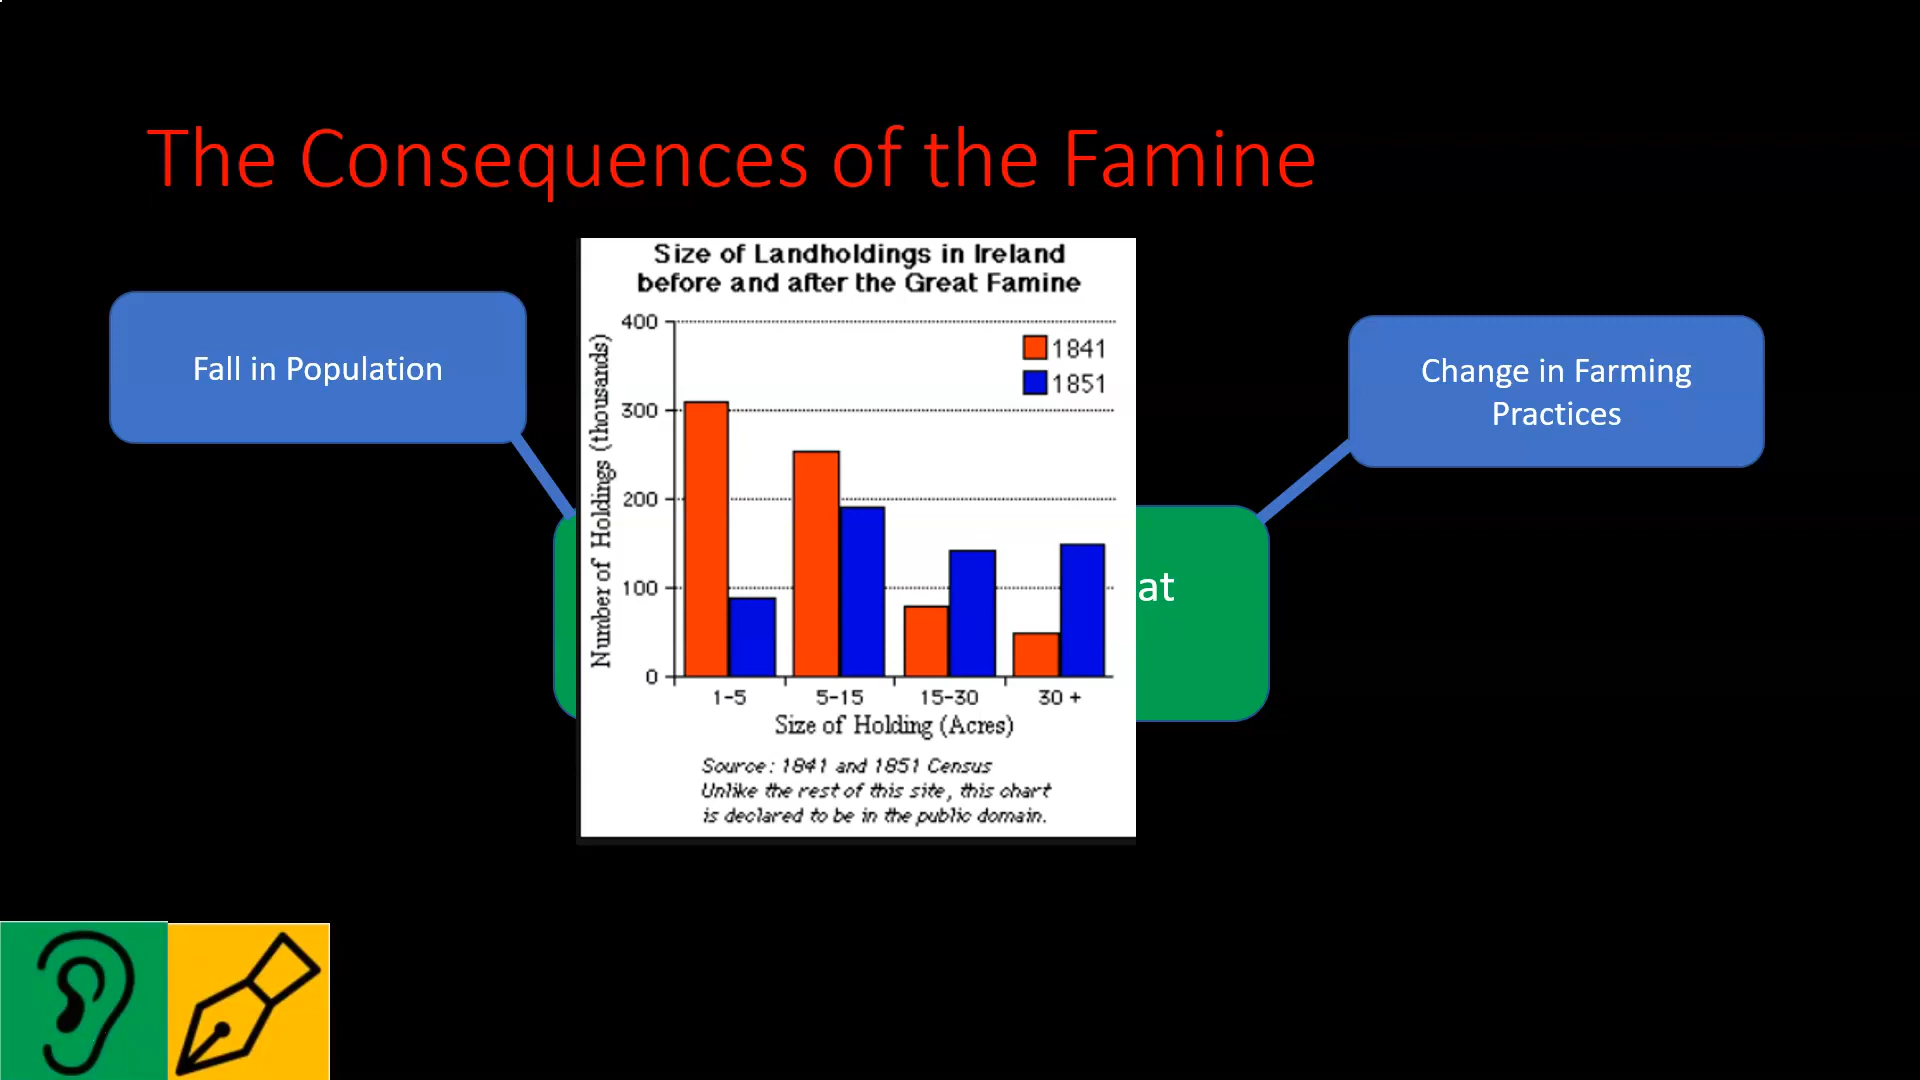 The Consequences of the Famine
Fall in Population
Size of Landholdings in Ireland
before and after the Great Famine
Number of Holdings (thousands)
400
300
200
100
0
1841
1851
1-5
5-15
15-30
30 +
Size of Holding (Acres)
Source: 1841 and 1851 Census
Unlike the rest of this site, this chart
is declared to be in the public domain.
Change in Farming
Practices
at